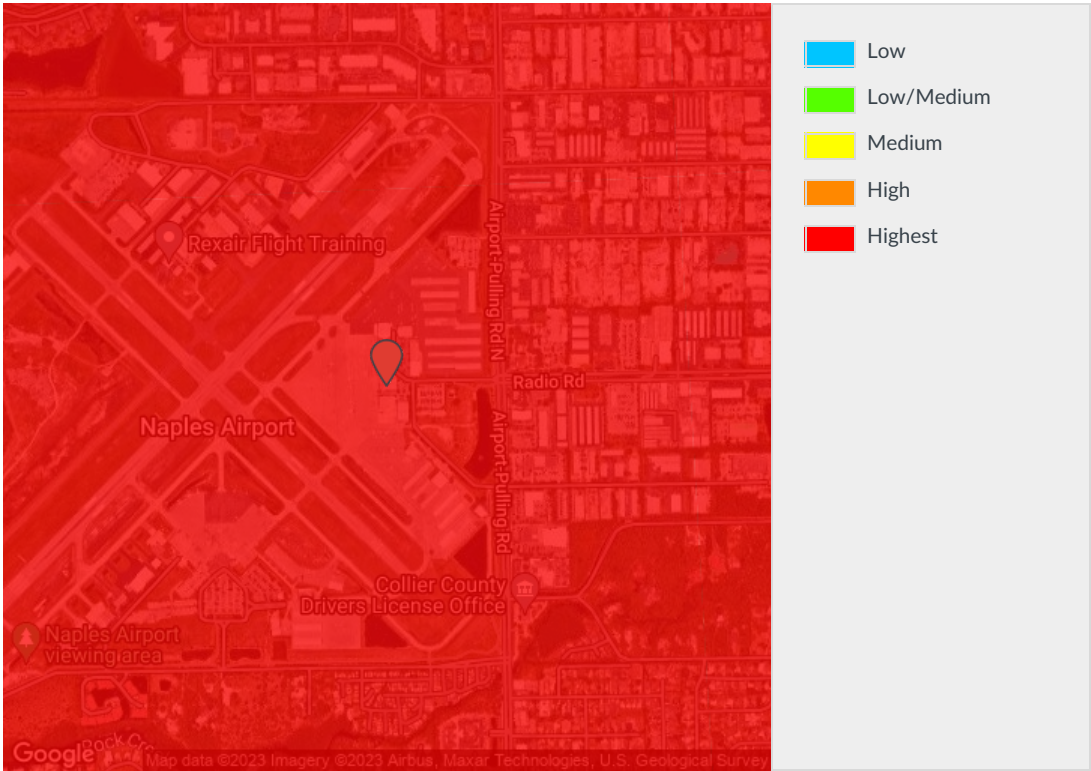 Low
Low/Medium
Medium
High
Highest
Rexair Flight Training
Airport-Pulling Rd N
Radio Rd
Naples Airport
Airport-Pulling Rd
Collier County
Drivers License Office
Naples Airport
viewing area
Rock
Google
Map data ©2023 Imagery ©2023 Airbus, Maxar Technologies, U.S. Geological Survey